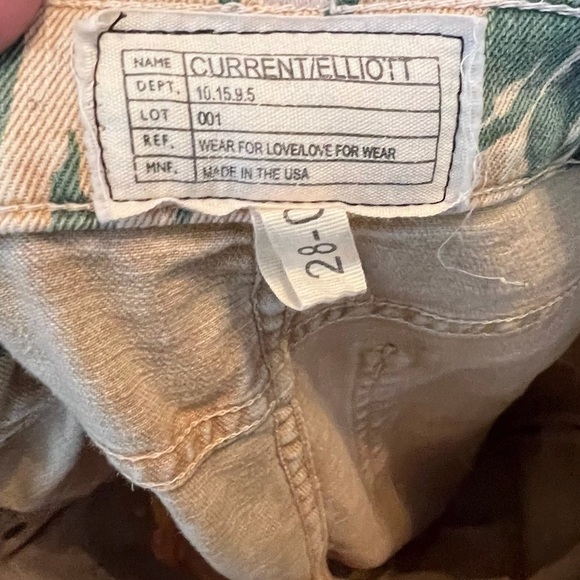 NAME CURRENT/ELLIOTT
DEPT. 10.15.9.5
LOT 001
REF. WEAR FOR LOVE/LOVE FOR WEAR
MNF. MADE IN THE USA
28-